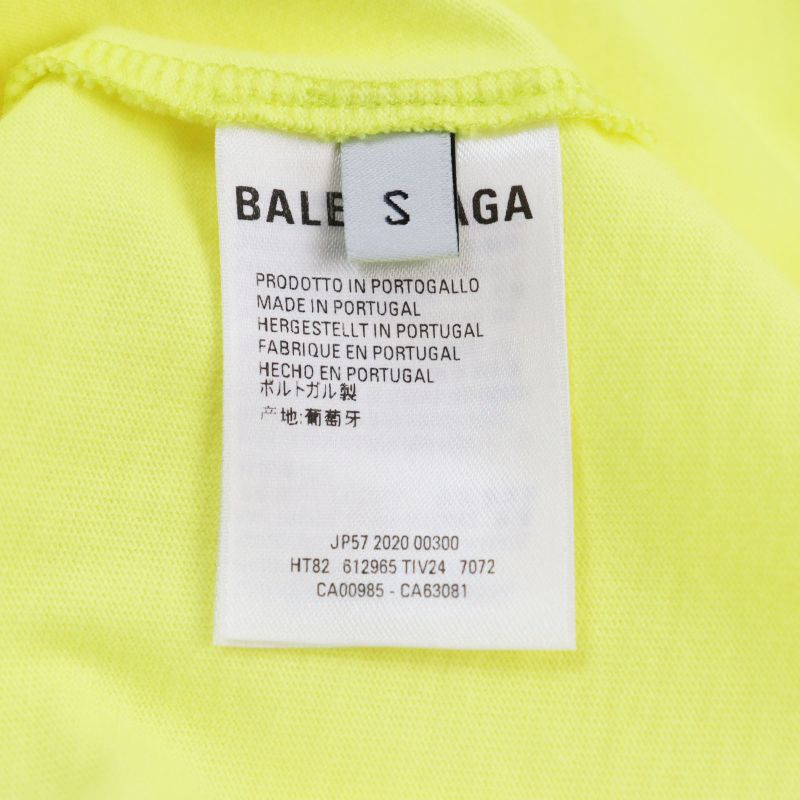 BALE AGA
S
PRODOTTO IN PORTOGALLO
MADE IN PORTUGAL
HERGESTELLT IN PORTUGAL
FABRIQUE EN PORTUGAL
HECHO EN PORTUGAL
ポルトガル製
产地:葡萄牙
JP57 2020 00300
HT82 612965 TIV24 7072
CA00985 - CA63081